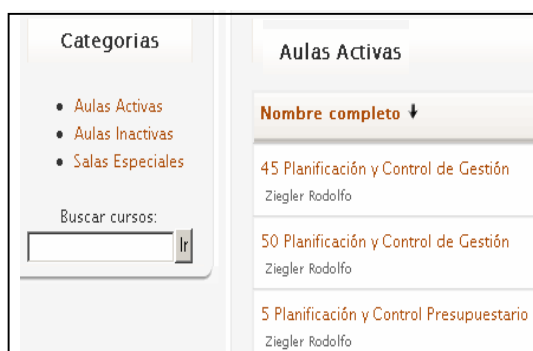 Categorias
Aulas Activas
Aulas Inactivas
Salas Especiales
Buscar cursos:
Ir
Aulas Activas
Nombre completo
45 Planificación y Control de Gestión
Ziegler Rodolfo
50 Planificación y Control de Gestión
Ziegler Rodolfo
5 Planificación y Control Presupuestario
Ziegler Rodolfo